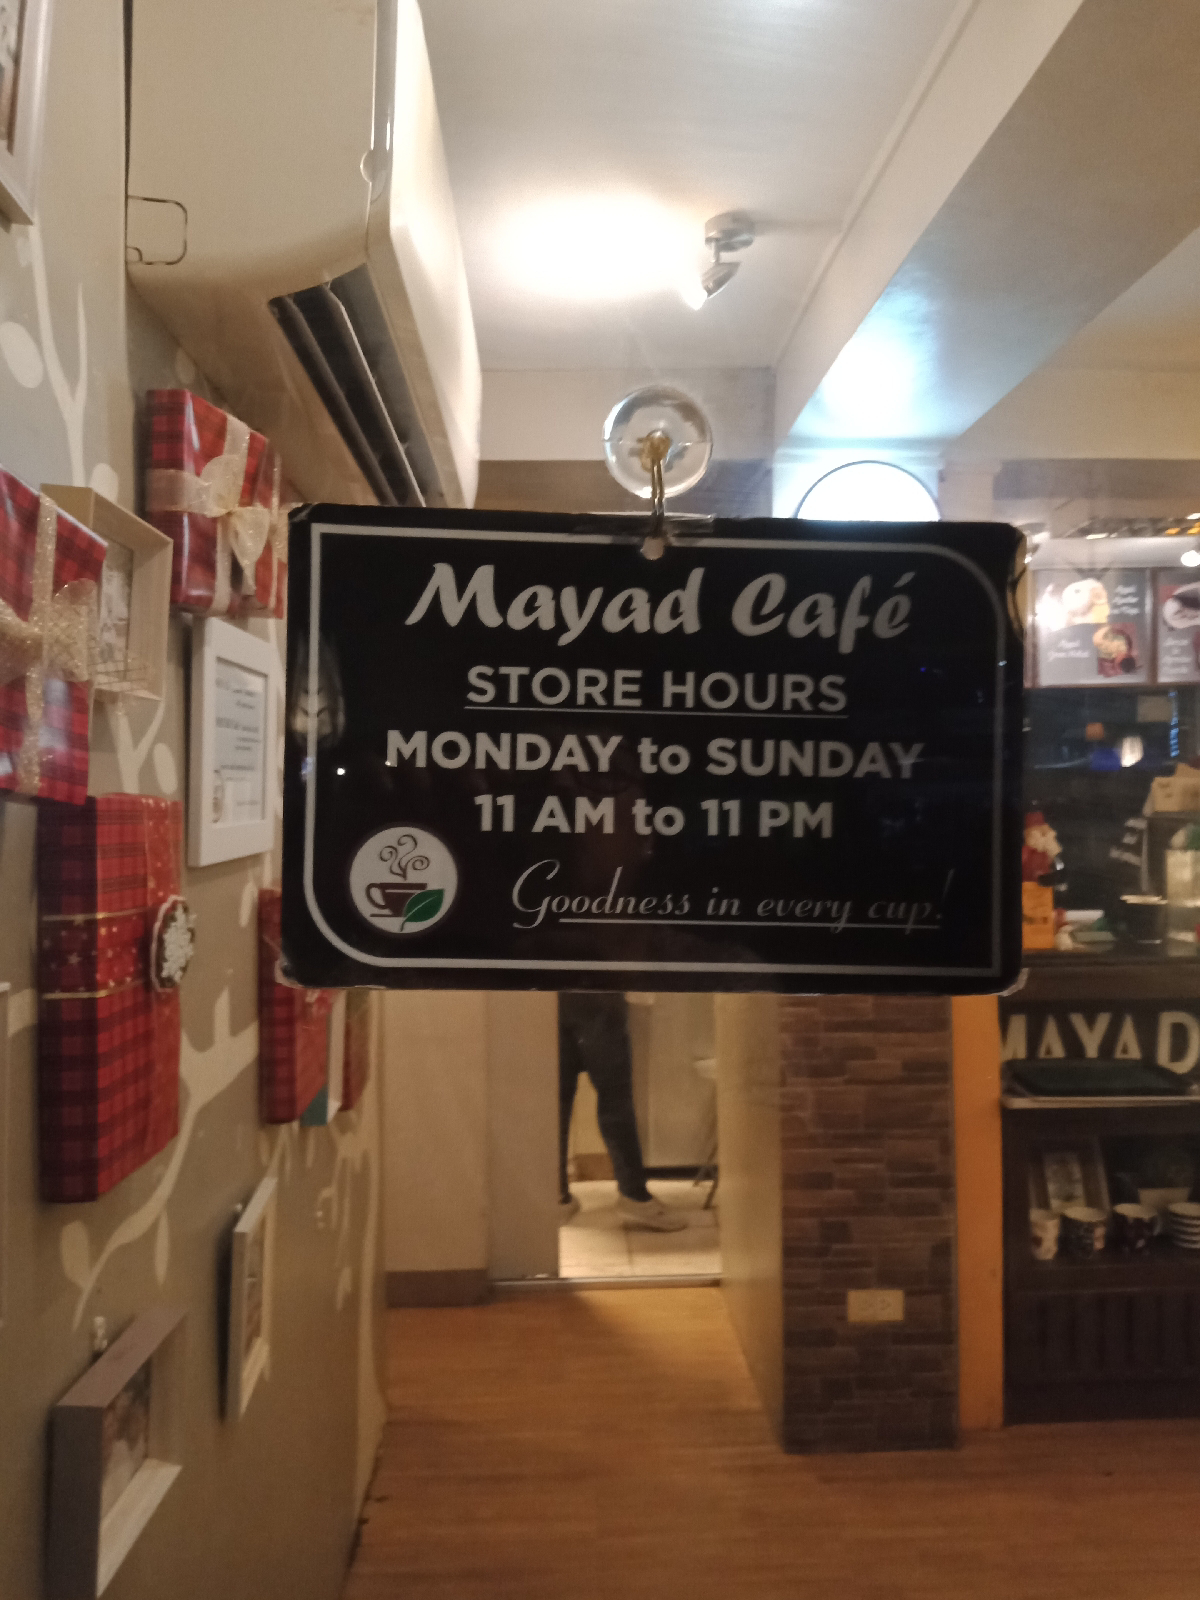 Mayad Café
STORE HOURS
MONDAY to SUNDAY
11 AM to 11 PM
Goodness in every cup!
MAYAD